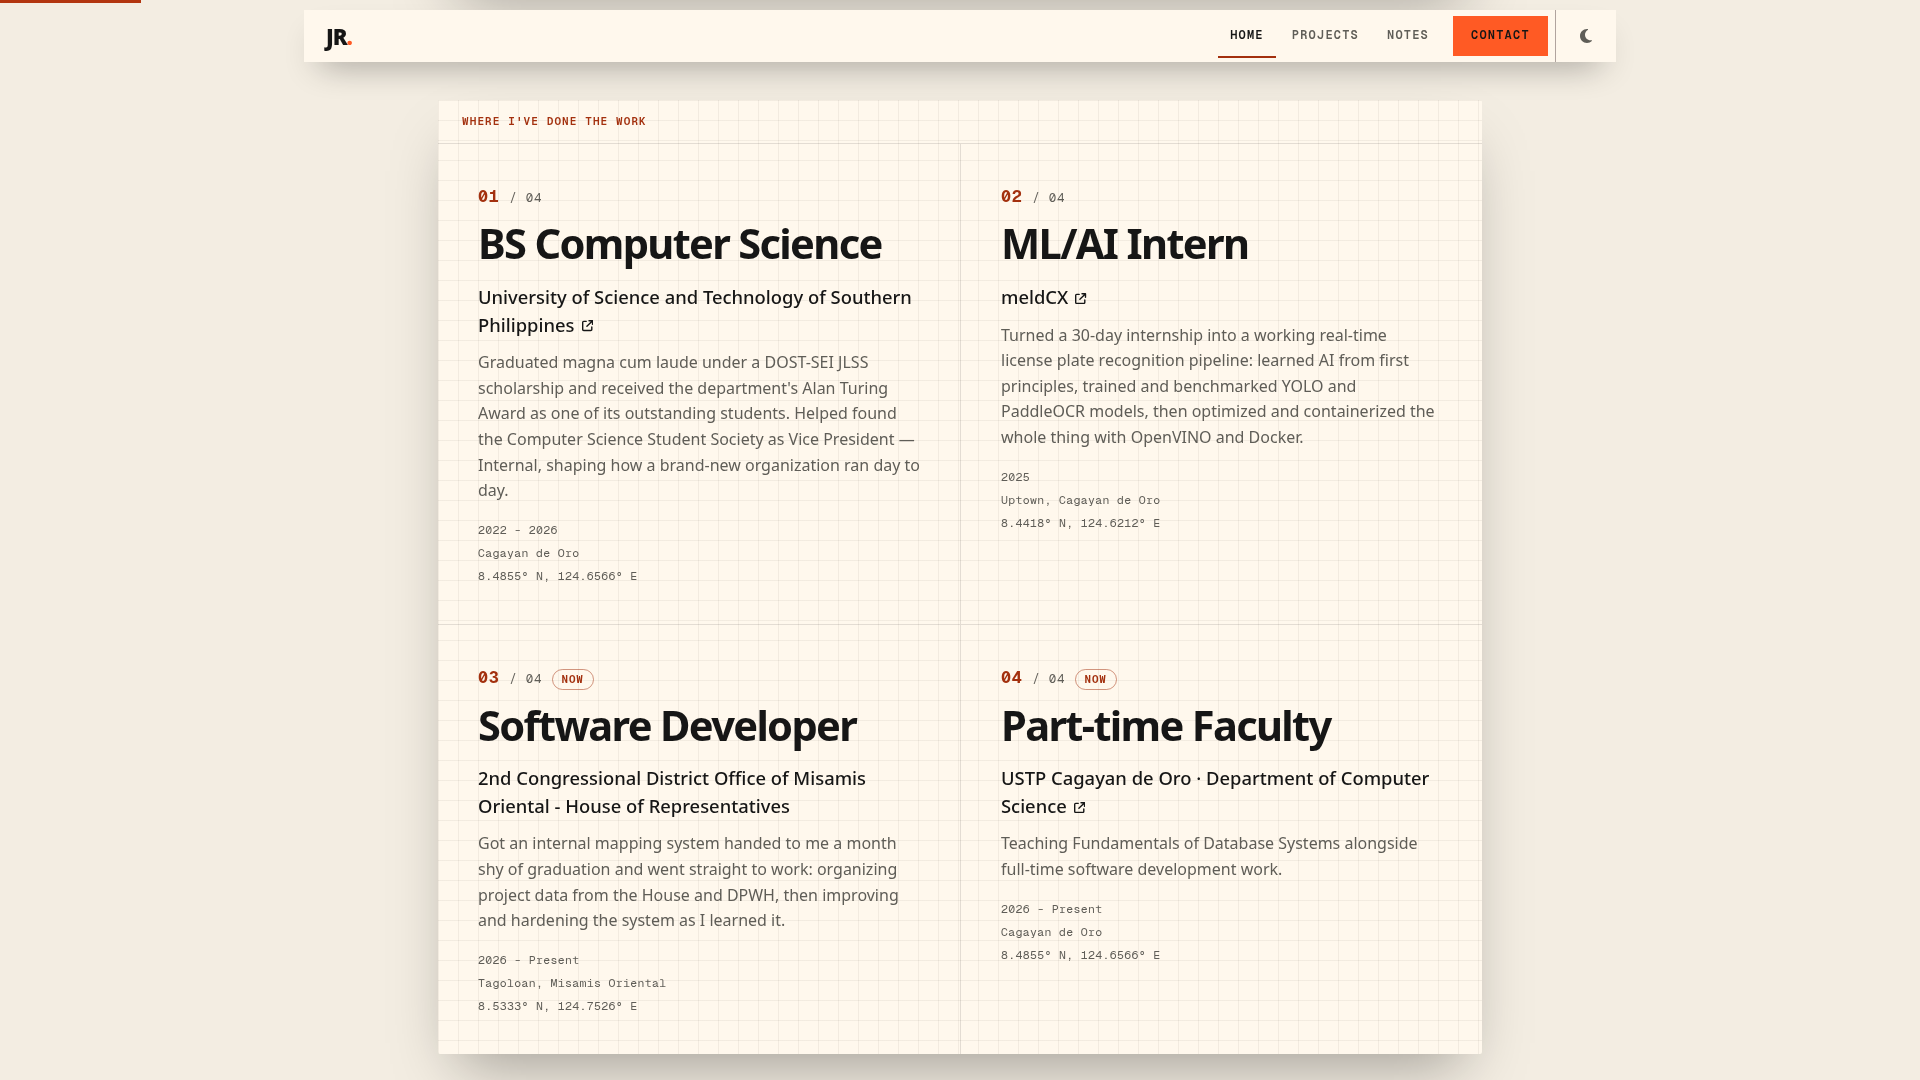 JR.
HOME
PROJECTS
NOTES
CONTACT
WHERE I'VE DONE THE WORK
01 / 04
BS Computer Science
University of Science and Technology of Southern
Philippines
Graduated magna cum laude under a DOST-SEI JLSS
scholarship and received the department's Alan Turing
Award as one of its outstanding students. Helped found
the Computer Science Student Society as Vice President —
Internal, shaping how a brand-new organization ran day to
day.
2022 - 2026
Cagayan de Oro
8.4855° N, 124.6566° E
02 / 04
ML/AI Intern
meldCX
Turned a 30-day internship into a working real-time
license plate recognition pipeline: learned AI from first
principles, trained and benchmarked YOLO and
PaddleOCR models, then optimized and containerized the
whole thing with OpenVINO and Docker.
2025
Uptown, Cagayan de Oro
8.4418° N, 124.6212° E
03 / 04 NOW
Software Developer
2nd Congressional District Office of Misamis
Oriental - House of Representatives
Got an internal mapping system handed to me a month
shy of graduation and went straight to work: organizing
project data from the House and DPWH, then improving
and hardening the system as I learned it.
2026 - Present
Tagoloan, Misamis Oriental
8.5333° N, 124.7526° E
04 / 04 NOW
Part-time Faculty
USTP Cagayan de Oro · Department of Computer
Science
Teaching Fundamentals of Database Systems alongside
full-time software development work.
2026 - Present
Cagayan de Oro
8.4855° N, 124.6566° E